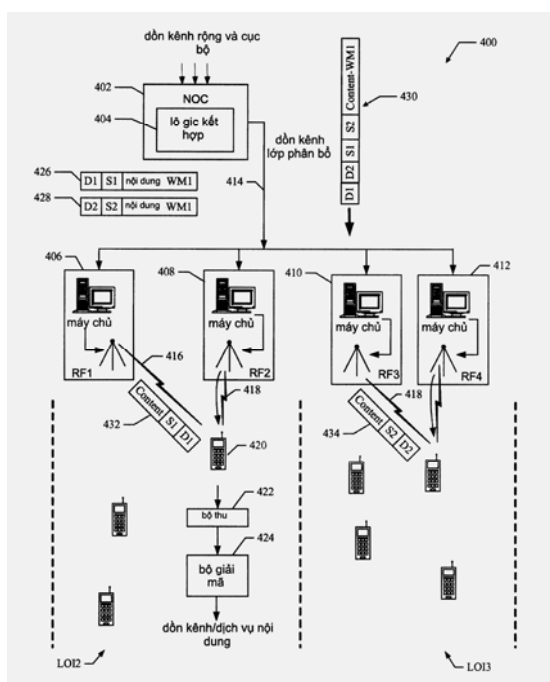 dồn kênh rộng và cục
bộ
400
402
NOC
404
lô gic kết
hợp
Content-WM1
S2
S1
D2
D1
430
dồn kênh
lớp phân bổ
414
426
D1 S1 nội dung WM1
428
D2 S2 nội dung WM1
406
máy chủ
RF1
408
máy chủ
RF2
410
máy chủ
RF3
412
máy chủ
RF4
416
418
418
432
Content S1 D1
434
Content S2 D2
420
422
bộ thu
424
bộ giải
mã
dồn kênh/dịch vụ nội
dung
LOI2
LOI3